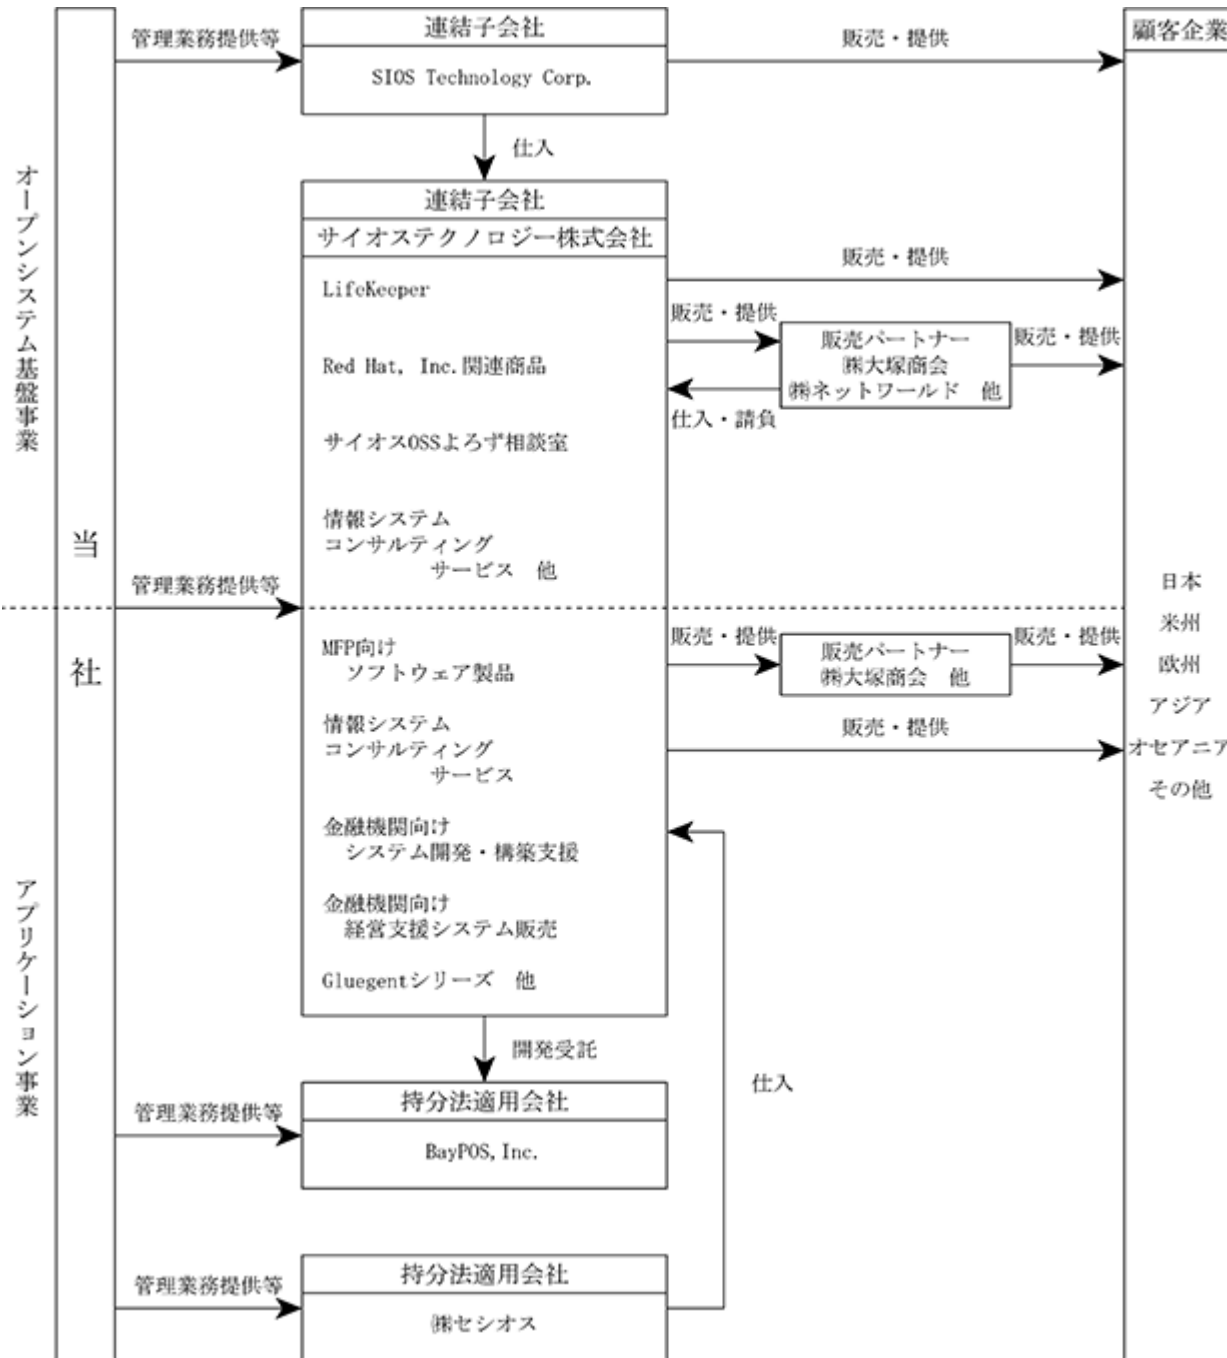 管理業務提供等
連結子会社
SIOS Technology Corp.
販売・提供
顧客企業
仕入
オープンシステム基盤事業
連結子会社
サイオステクノロジー株式会社
LifeKeeper
Red Hat, Inc.関連商品
サイオスOSSよろず相談室
情報システム
コンサルティング
サービス 他
販売・提供
販売・提供
販売パートナー
㈱大塚商会
㈱ネットワールド 他
販売・提供
仕入・請負
当社
管理業務提供等
日本
米州
欧州
アジア
オセアニア
その他
アプリケーション事業
MFP向け
ソフトウェア製品
情報システム
コンサルティング
サービス
金融機関向け
システム開発・構築支援
金融機関向け
経営支援システム販売
Gluegentシリーズ 他
販売・提供
販売パートナー
㈱大塚商会 他
販売・提供
販売・提供
開発受託
仕入
管理業務提供等
持分法適用会社
BayPOS,Inc.
管理業務提供等
持分法適用会社
㈱セシオス